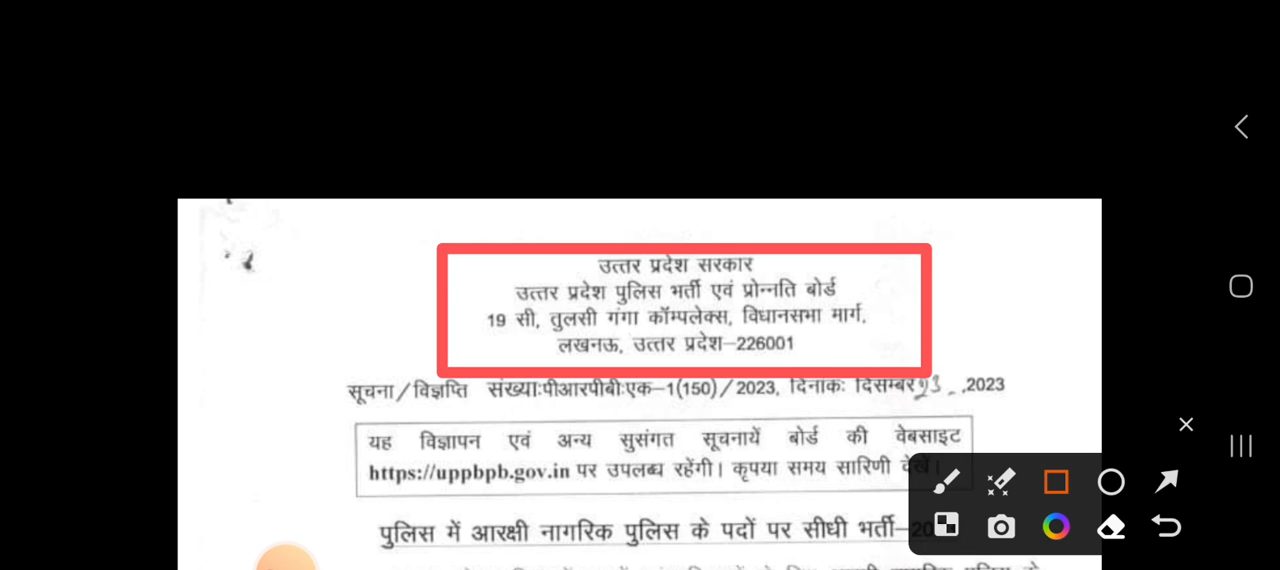 उत्तर प्रदेश सरकार
उत्तर प्रदेश पुलिस भर्ती एवं प्रोन्नति बोर्ड
19 सी, तुलसी गंगा कॉम्पलेक्स, विधानसभा मार्ग,
लखनऊ, उत्तर प्रदेश–226001
सूचना/विज्ञप्ति संख्याःपीआरपीबीःएक–1(150)/2023, दिनांकः दिसम्बर 23 ,2023
यह विज्ञापन एवं अन्य सुसंगत सूचनायें बोर्ड की वेबसाइट
https://uppbpb.gov.in पर उपलब्ध रहेंगी। कृपया समय सारिणी देखें।
पुलिस में आरक्षी नागरिक पुलिस के पदों पर सीधी भर्ती–20